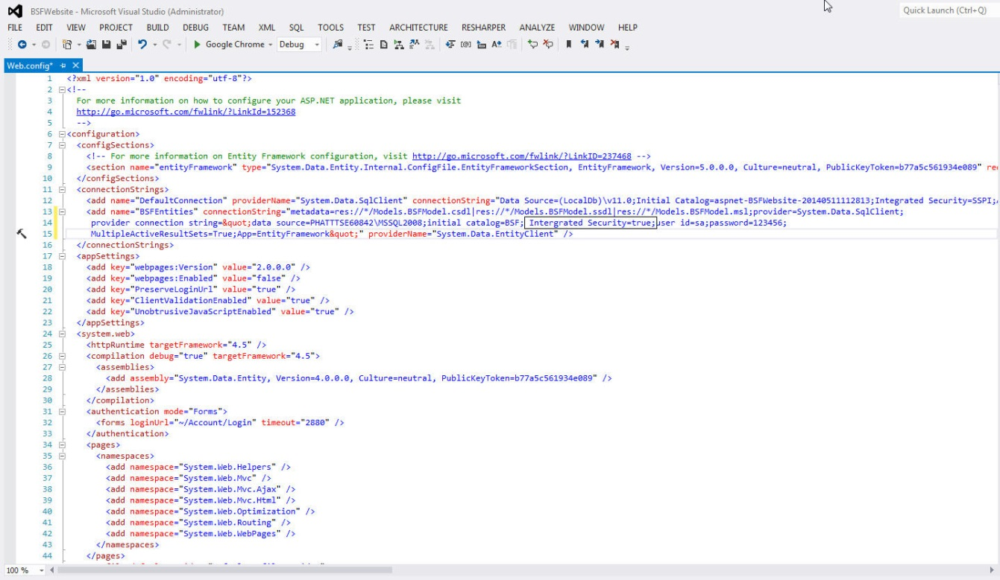 BSFWebsite - Microsoft Visual Studio (Administrator)
Quick Launch (Ctrl+Q)
FILE EDIT VIEW PROJECT BUILD DEBUG TEAM XML SQL TOOLS TEST ARCHITECTURE RESHARPER ANALYZE WINDOW HELP
Google Chrome Debug
Web.config*
1 <?xml version="1.0" encoding="utf-8"?>
2 <!--
3 For more information on how to configure your ASP.NET application, please visit
4 http://go.microsoft.com/fwlink/?LinkId=152368
5 -->
6 <configuration>
7 <configSections>
8 <!-- For more information on Entity Framework configuration, visit http://go.microsoft.com/fwlink/?LinkID=237468 -->
9 <section name="entityFramework" type="System.Data.Entity.Internal.ConfigFile.EntityFrameworkSection, EntityFramework, Version=5.0.0.0, Culture=neutral, PublicKeyToken=b77a5c561934e089" re
10 </configSections>
11 <connectionStrings>
12 <add name="DefaultConnection" providerName="System.Data.SqlClient" connectionString="Data Source=(LocalDb)\v11.0;Initial Catalog=aspnet-BSFWebsite-20140511112813;Integrated Security=SSPI;
13 <add name="BSFEntities" connectionString="metadata=res://*/Models.BSFModel.csdl|res://*/Models.BSFModel.ssdl|res://*/Models.BSFModel.msl;provider=System.Data.SqlClient;
14 provider connection string=&quot;data source=PHATTTSE60842\MSSQL2008;initial catalog=BSF; Intergrated Security=true;user id=sa;password=123456;
15 MultipleActiveResultSets=True;App=EntityFramework&quot;" providerName="System.Data.EntityClient" />
16 </connectionStrings>
17 <appSettings>
18 <add key="webpages:Version" value="2.0.0.0" />
19 <add key="webpages:Enabled" value="false" />
20 <add key="PreserveLoginUrl" value="true" />
21 <add key="ClientValidationEnabled" value="true" />
22 <add key="UnobtrusiveJavaScriptEnabled" value="true" />
23 </appSettings>
24 <system.web>
25 <httpRuntime targetFramework="4.5" />
26 <compilation debug="true" targetFramework="4.5">
27 <assemblies>
28 <add assembly="System.Data.Entity, Version=4.0.0.0, Culture=neutral, PublicKeyToken=b77a5c561934e089" />
29 </assemblies>
30 </compilation>
31 <authentication mode="Forms">
32 <forms loginUrl="~/Account/Login" timeout="2880" />
33 </authentication>
34 <pages>
35 <namespaces>
36 <add namespace="System.Web.Helpers" />
37 <add namespace="System.Web.Mvc" />
38 <add namespace="System.Web.Mvc.Ajax" />
39 <add namespace="System.Web.Mvc.Html" />
40 <add namespace="System.Web.Optimization" />
41 <add namespace="System.Web.Routing" />
42 <add namespace="System.Web.WebPages" />
43 </namespaces>
44 </pages>
100 %